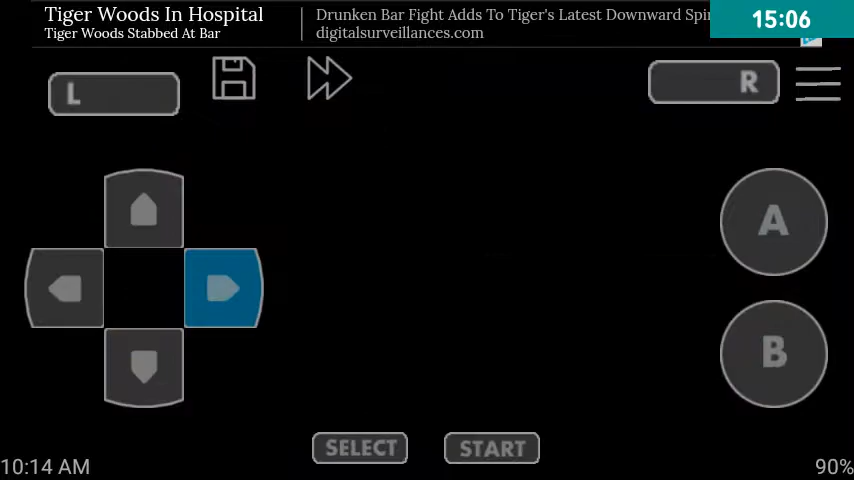 Tiger Woods In Hospital
Tiger Woods Stabbed At Bar
Drunken Bar Fight Adds To Tiger's Latest Downward
digitalsurveillances.com
15:06
L
R
A
B
SELECT
START
10:14 AM
90%